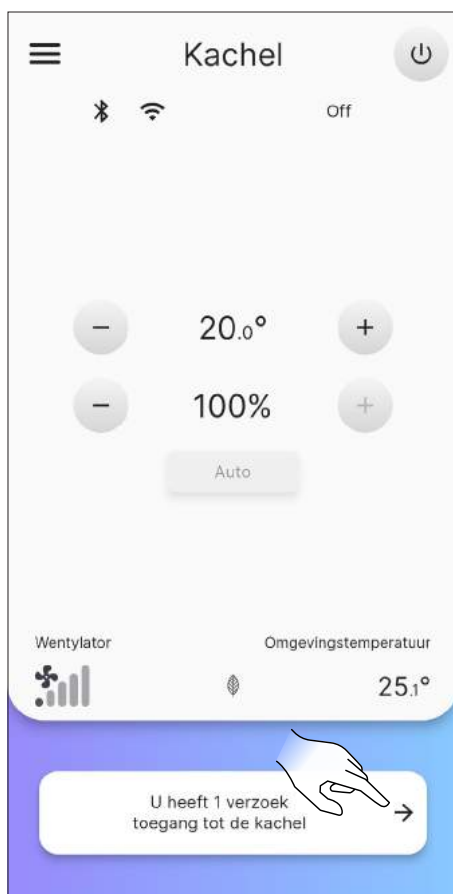 Kachel
Off
− 20.0° +
− 100% +
Auto
Wentylator Omgevingstemperatuur
25.1°
U heeft 1 verzoek
toegang tot de kachel